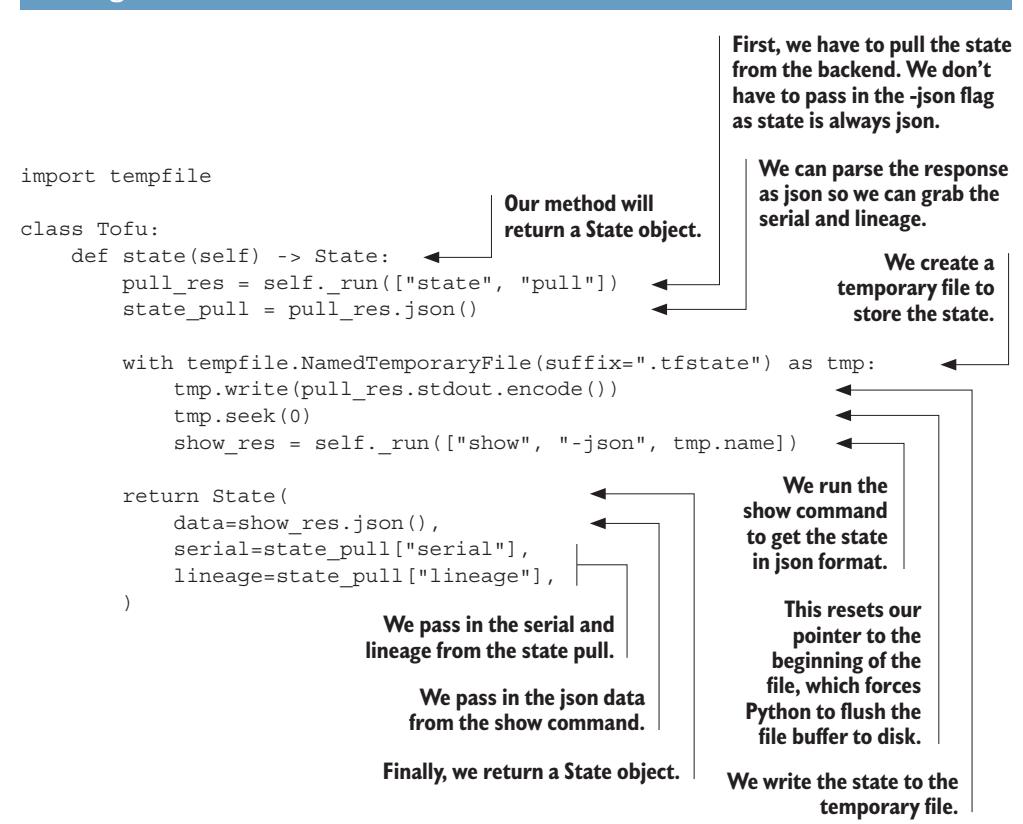 First, we have to pull the state
from the backend. We don't
have to pass in the -json flag
as state is always json.
import tempfile
We can parse the response
as json so we can grab the
serial and lineage.
Our method will
return a State object.
class Tofu:
    def state(self) -> State:
        pull_res = self._run(["state", "pull"])
        state_pull = pull_res.json()
We create a
temporary file to
store the state.
        with tempfile.NamedTemporaryFile(suffix=".tfstate") as tmp:
            tmp.write(pull_res.stdout.encode())
            tmp.seek(0)
            show_res = self._run(["show", "-json", tmp.name])
        return State(
            data=show_res.json(),
            serial=state_pull["serial"],
            lineage=state_pull["lineage"],
        )
We run the
show command
to get the state
in json format.
We pass in the serial and
lineage from the state pull.
This resets our
pointer to the
beginning of the
file, which forces
Python to flush the
file buffer to disk.
We pass in the json data
from the show command.
Finally, we return a State object.
We write the state to the
temporary file.